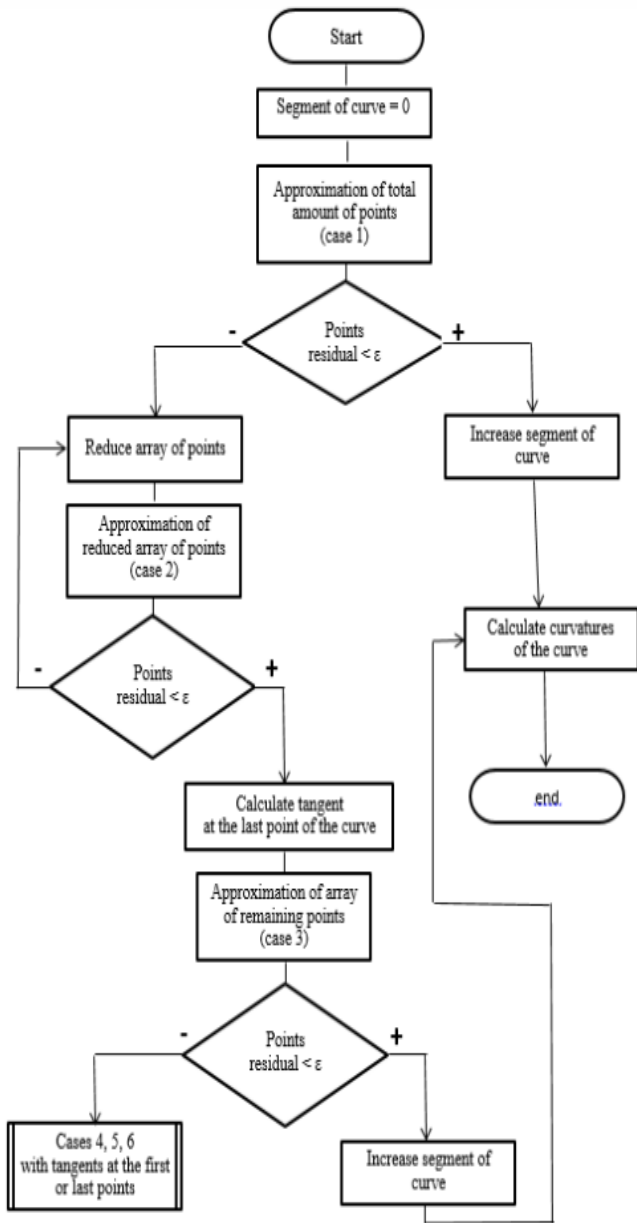 Start
Segment of curve = 0
Approximation of total
amount of points
(case 1)
Points
residual < ε
-
+
Reduce array of points
Increase segment of
curve
Approximation of
reduced array of points
(case 2)
Calculate curvatures
of the curve
Points
residual < ε
-
+
end.
Calculate tangent
at the last point of the curve
Approximation of array
of remaining points
(case 3)
Points
residual < ε
-
+
Cases 4, 5, 6
with tangents at the first
or last points
Increase segment of
curve